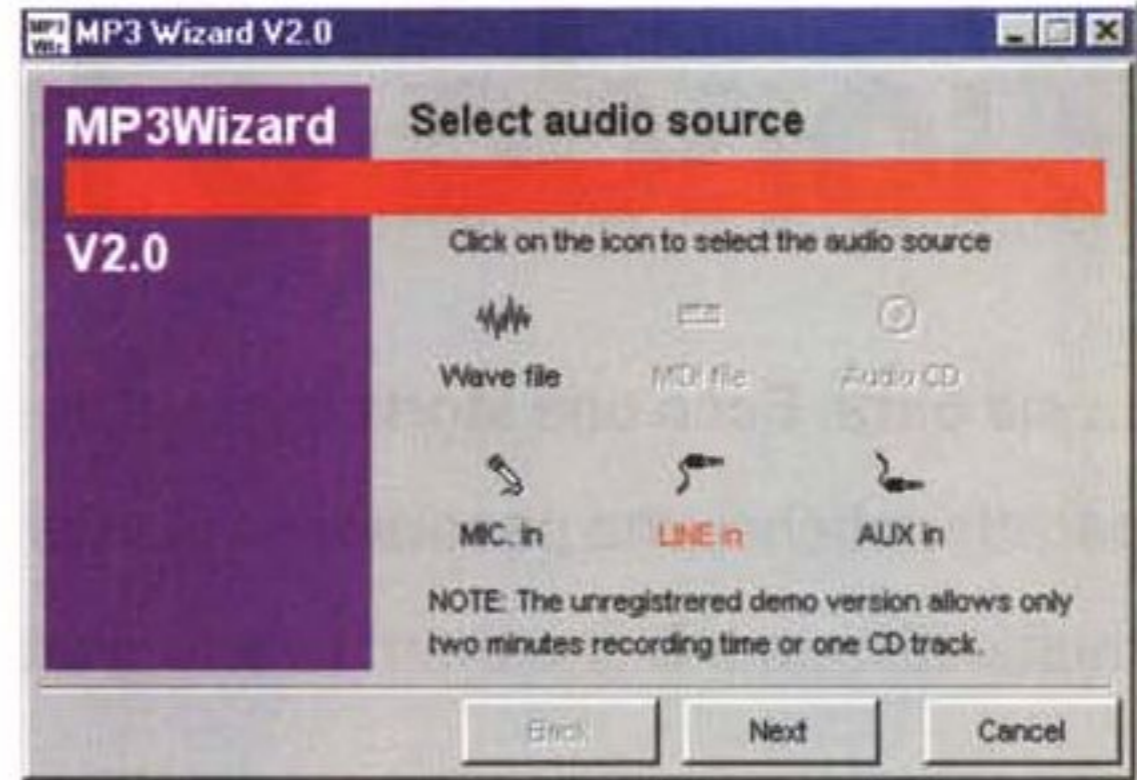 MP3 Wizard V2.0
MP3Wizard
V2.0
Select audio source
Click on the icon to select the audio source
Wave file
MIDI file
Audio CD
MIC. in
LINE in
AUX in
NOTE: The unregistrered demo version allows only
two minutes recording time or one CD track.
Back
Next
Cancel